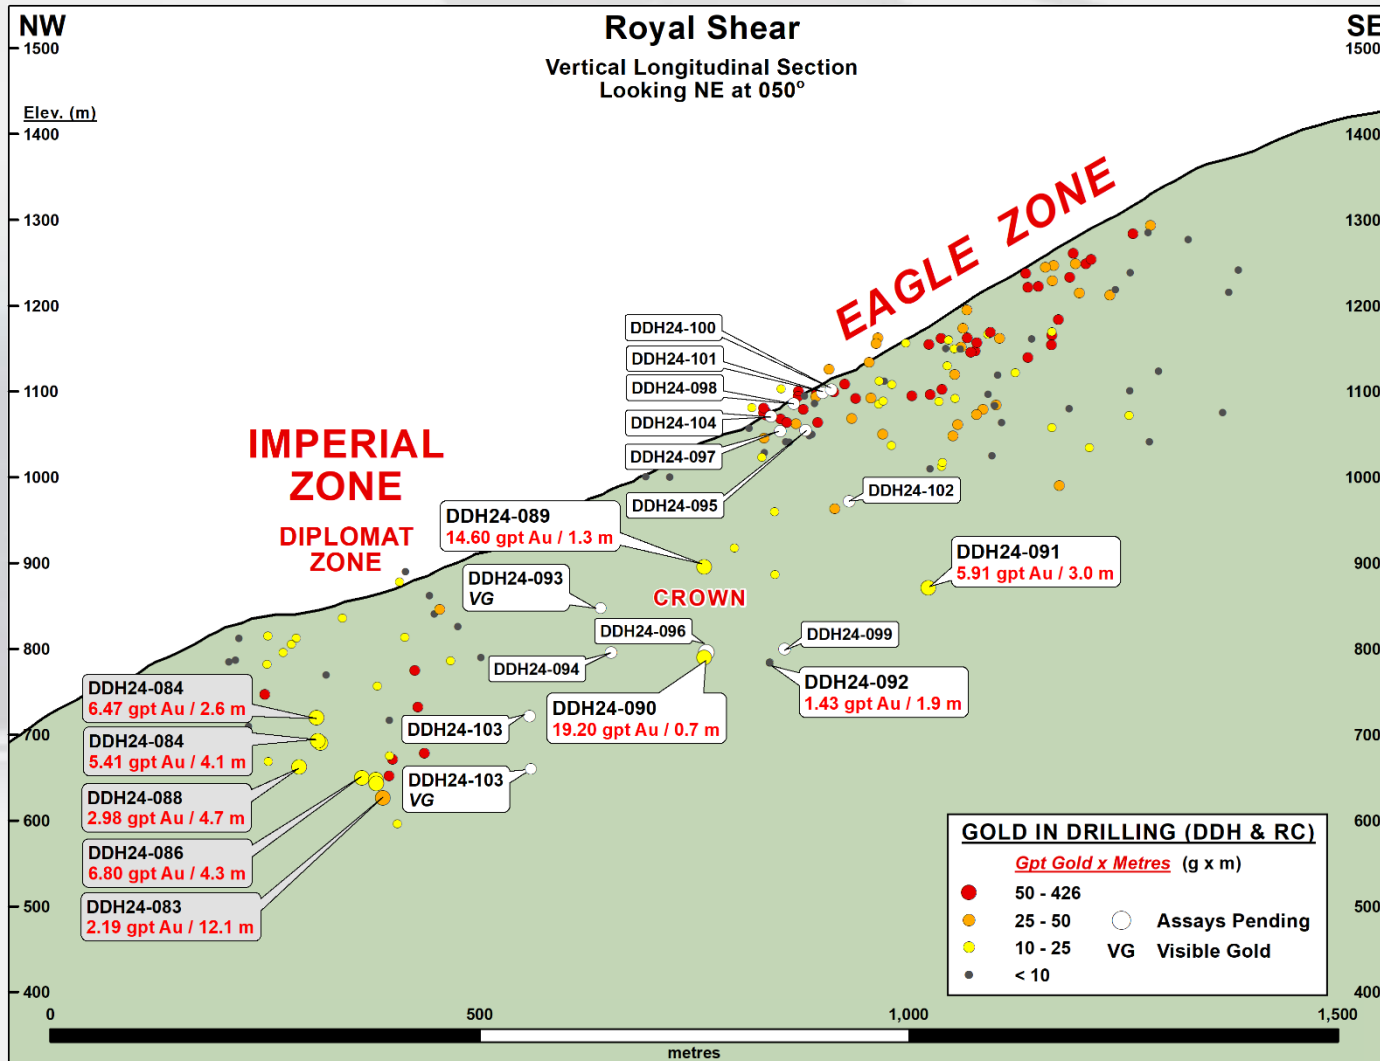 NW
Royal Shear
SE
Vertical Longitudinal Section
Looking NE at 050°
Elev. (m)
1500
1400
1300
1200
1100
1000
900
800
700
600
500
400
1500
1400
1300
1200
1100
1000
900
800
700
600
500
400
EAGLE ZONE
DDH24-100
DDH24-101
DDH24-098
DDH24-104
DDH24-097
DDH24-095
DDH24-102
IMPERIAL
ZONE
DIPLOMAT
ZONE
DDH24-089
14.60 gpt Au / 1.3 m
DDH24-091
5.91 gpt Au / 3.0 m
DDH24-093
VG
CROWN
DDH24-096
DDH24-099
DDH24-094
DDH24-092
1.43 gpt Au / 1.9 m
DDH24-090
19.20 gpt Au / 0.7 m
DDH24-103
DDH24-103
VG
DDH24-084
6.47 gpt Au / 2.6 m
DDH24-084
5.41 gpt Au / 4.1 m
DDH24-088
2.98 gpt Au / 4.7 m
DDH24-086
6.80 gpt Au / 4.3 m
DDH24-083
2.19 gpt Au / 12.1 m
GOLD IN DRILLING (DDH & RC)
Gpt Gold x Metres (g x m)
50 - 426
25 - 50
Assays Pending
10 - 25
VG Visible Gold
< 10
0
500
1,000
1,500
metres